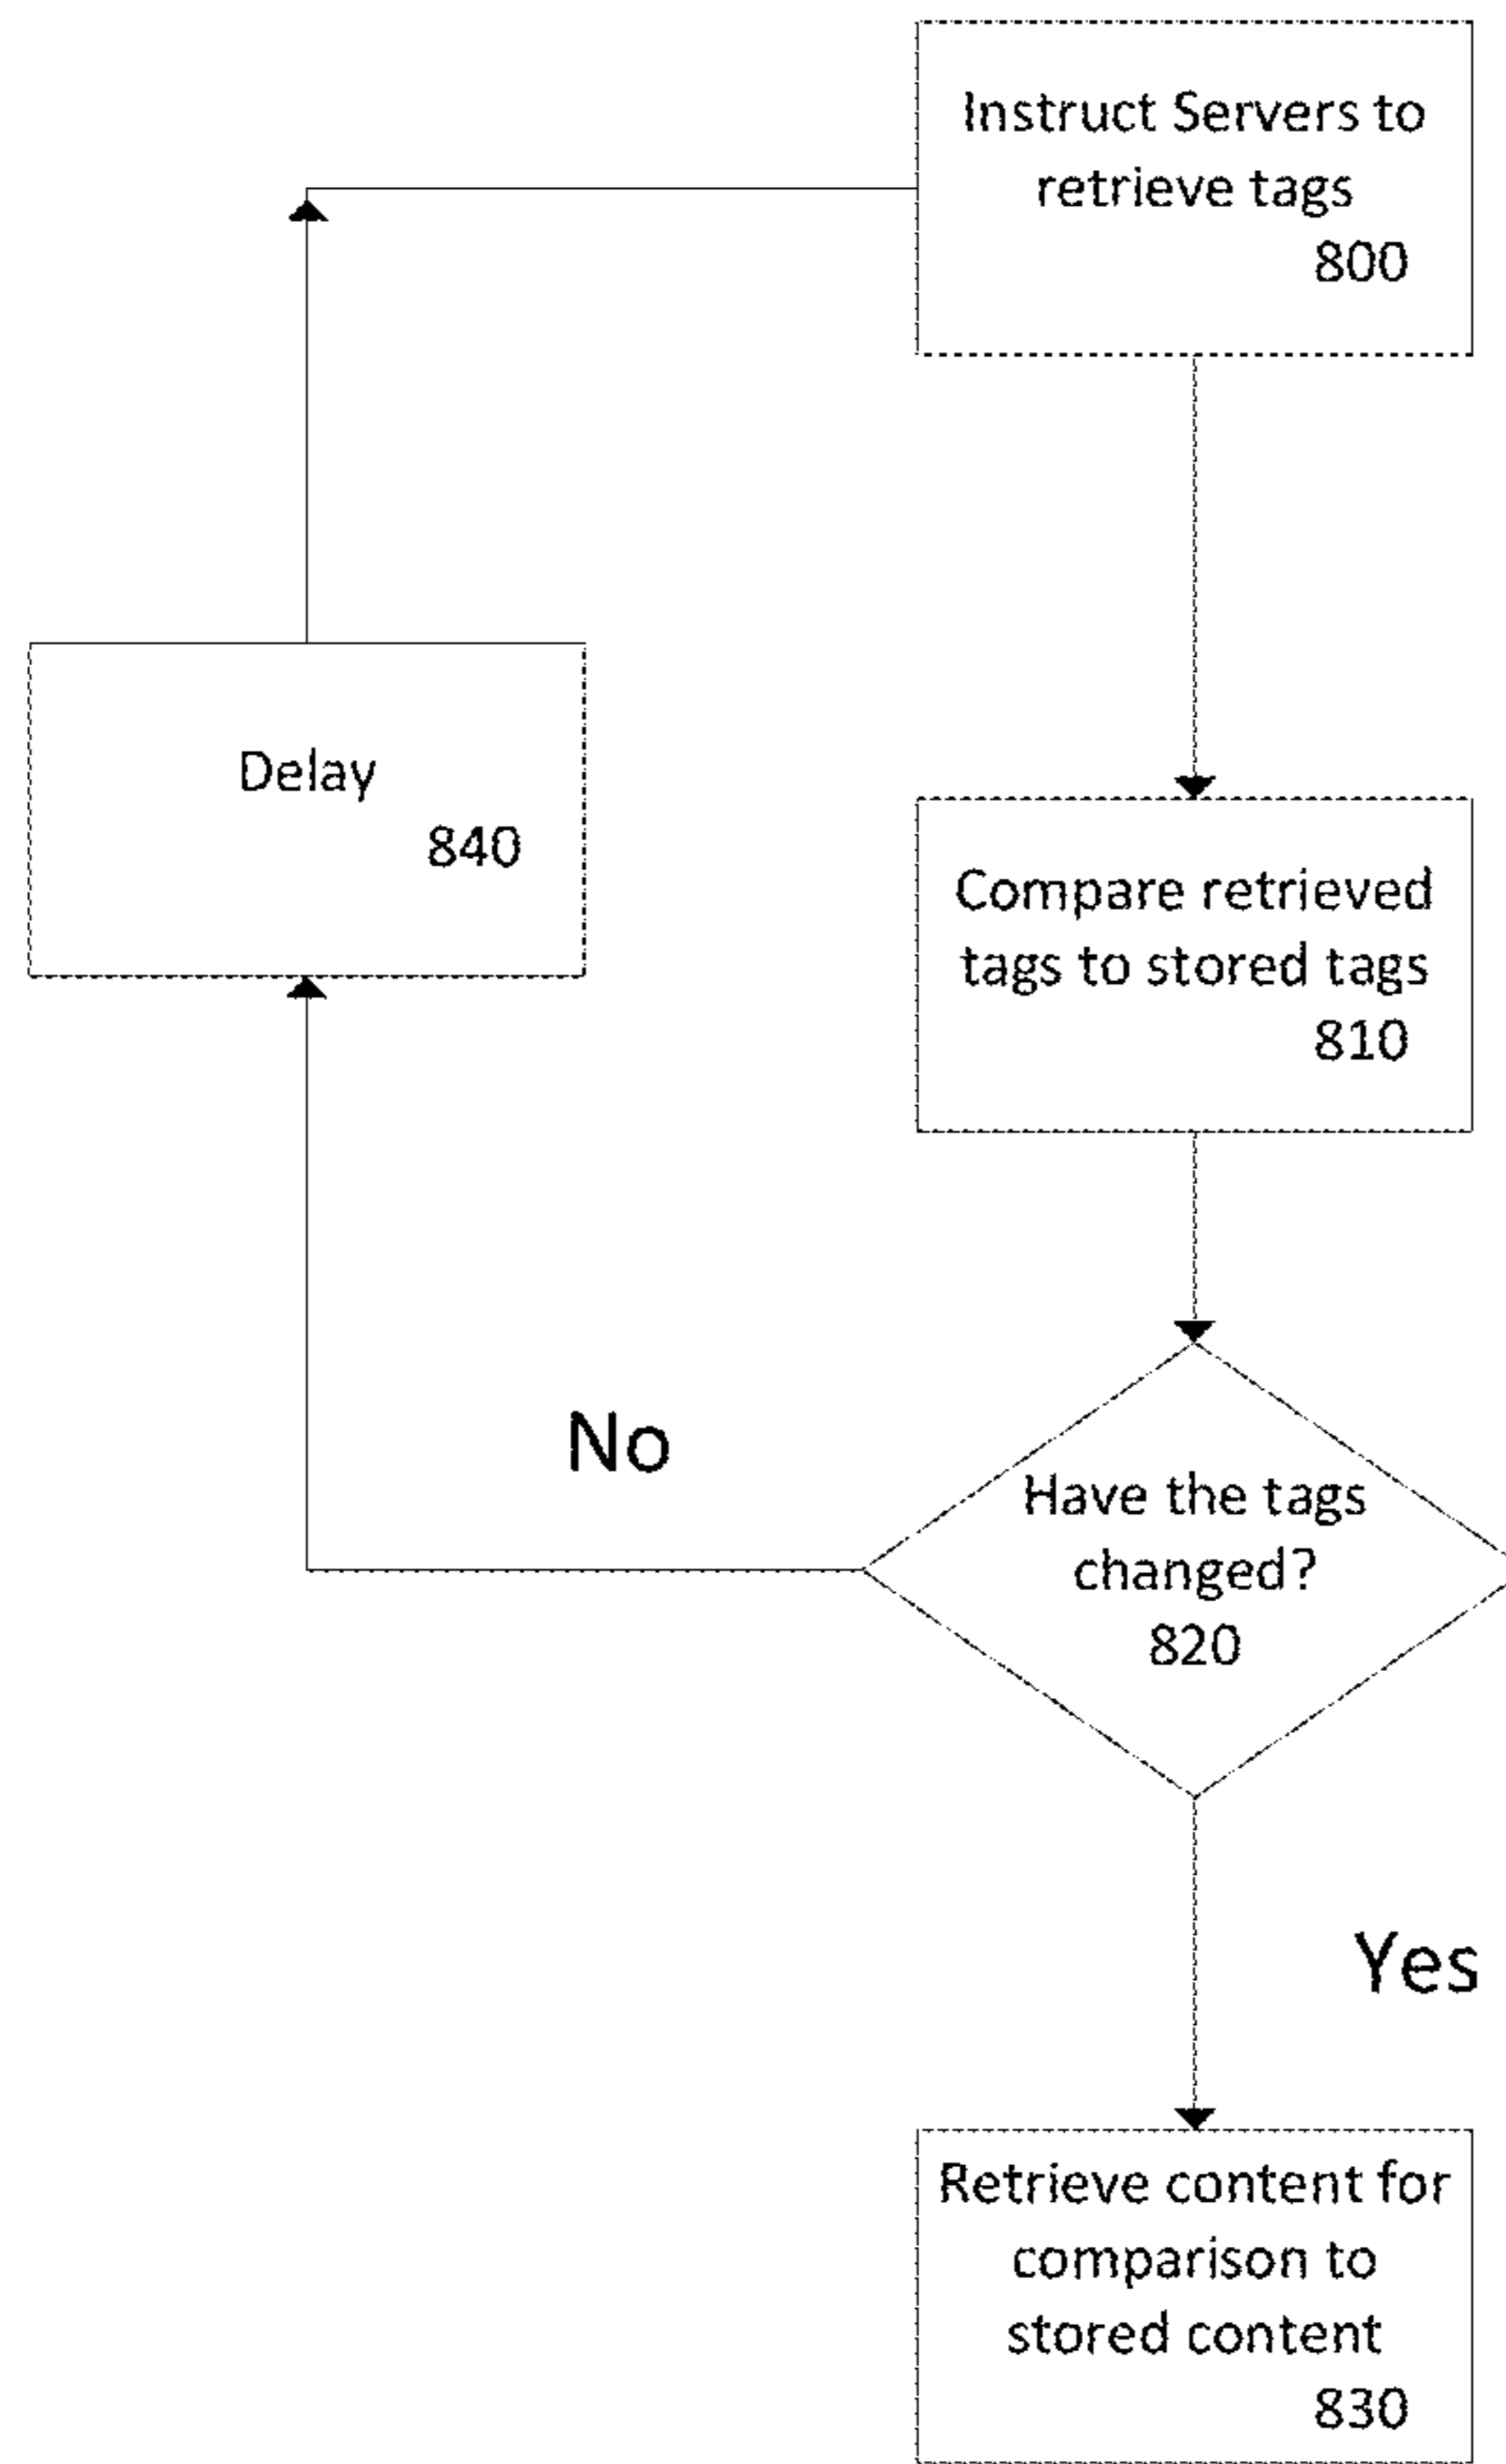 Instruct Servers to
retrieve tags
800
Delay
840
Compare retrieved
tags to stored tags
810
No
Have the tags
changed?
820
Yes
Retrieve content for
comparison to
stored content
830